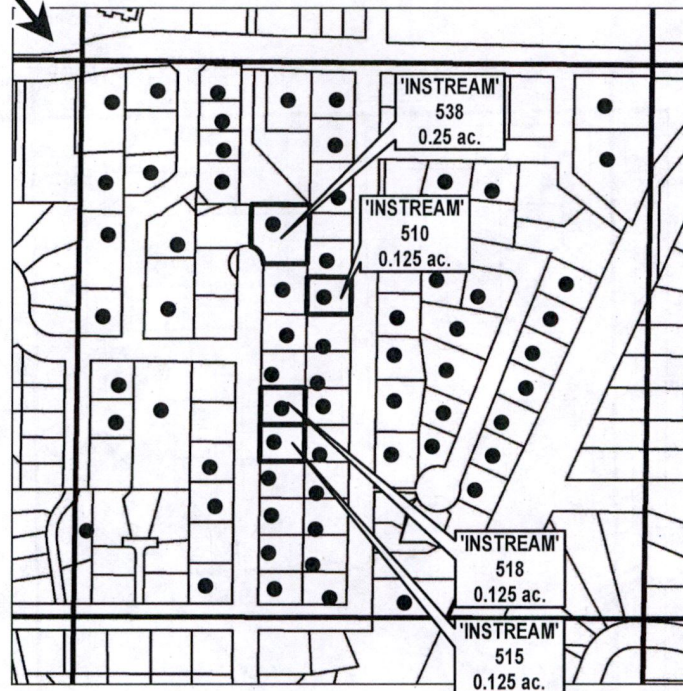 'INSTREAM'
538
0.25 ac.
'INSTREAM'
510
0.125 ac.
'INSTREAM'
518
0.125 ac.
'INSTREAM'
515
0.125 ac.